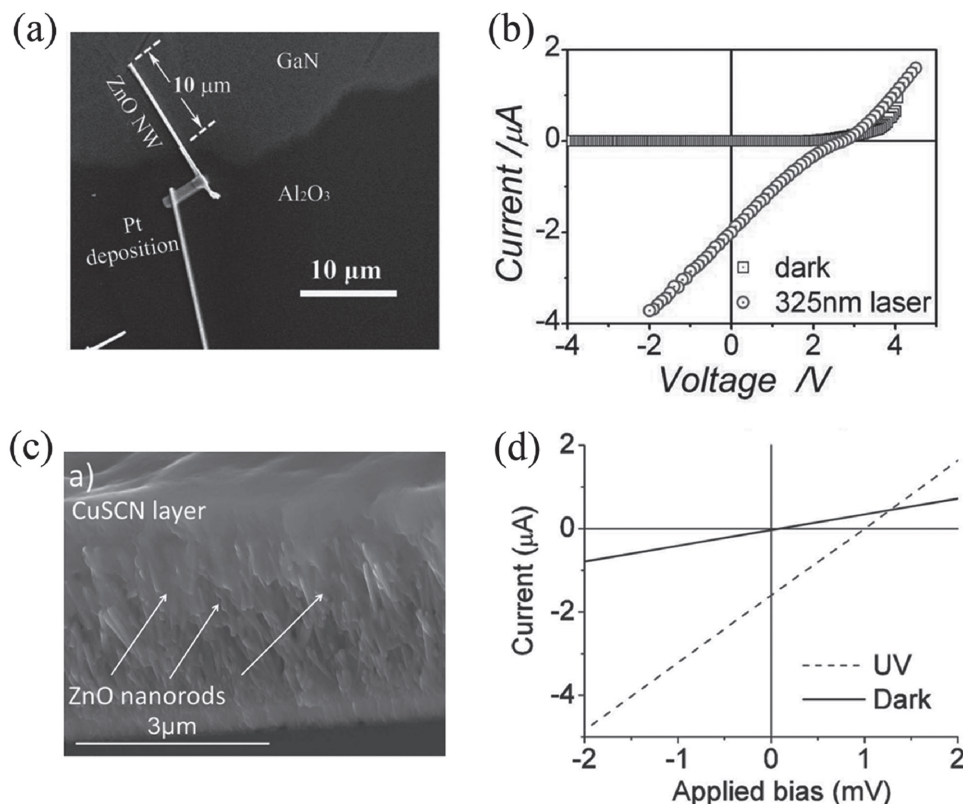 (a)
GaN
10 μm
ZnO NW
Al2O3
Pt
deposition
10 μm
(b)
2
0
-2
-4
Current /μA
dark
325nm laser
-4
-2
0
2
4
Voltage /V
(c)
a)
CuSCN layer
ZnO nanorods
3μm
(d)
2
0
-2
-4
Current (μA)
UV
Dark
-2
-1
0
1
2
Applied bias (mV)